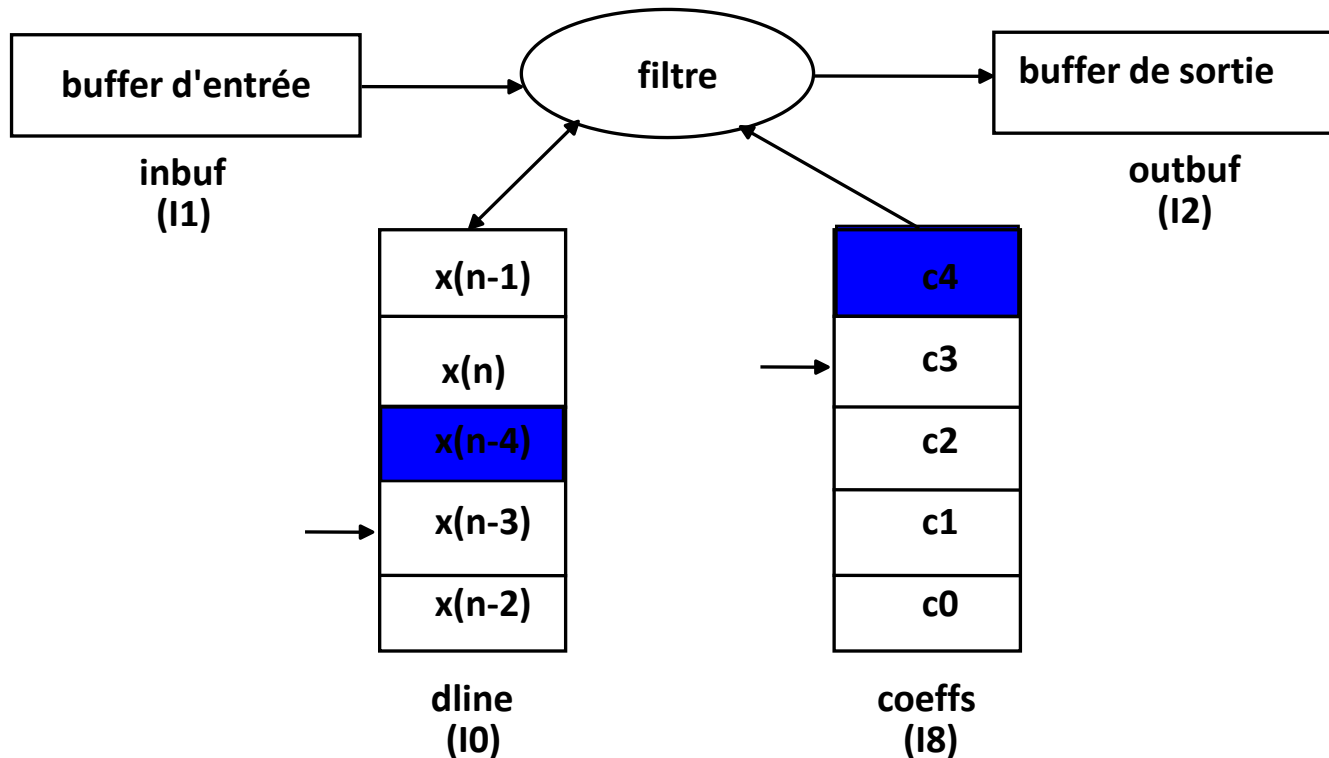 buffer d'entrée
filtre
buffer de sortie
inbuf
(I1)
outbuf
(I2)
x(n-1)
x(n)
x(n-4)
x(n-3)
x(n-2)
c4
c3
c2
c1
c0
dline
(I0)
coeffs
(I8)